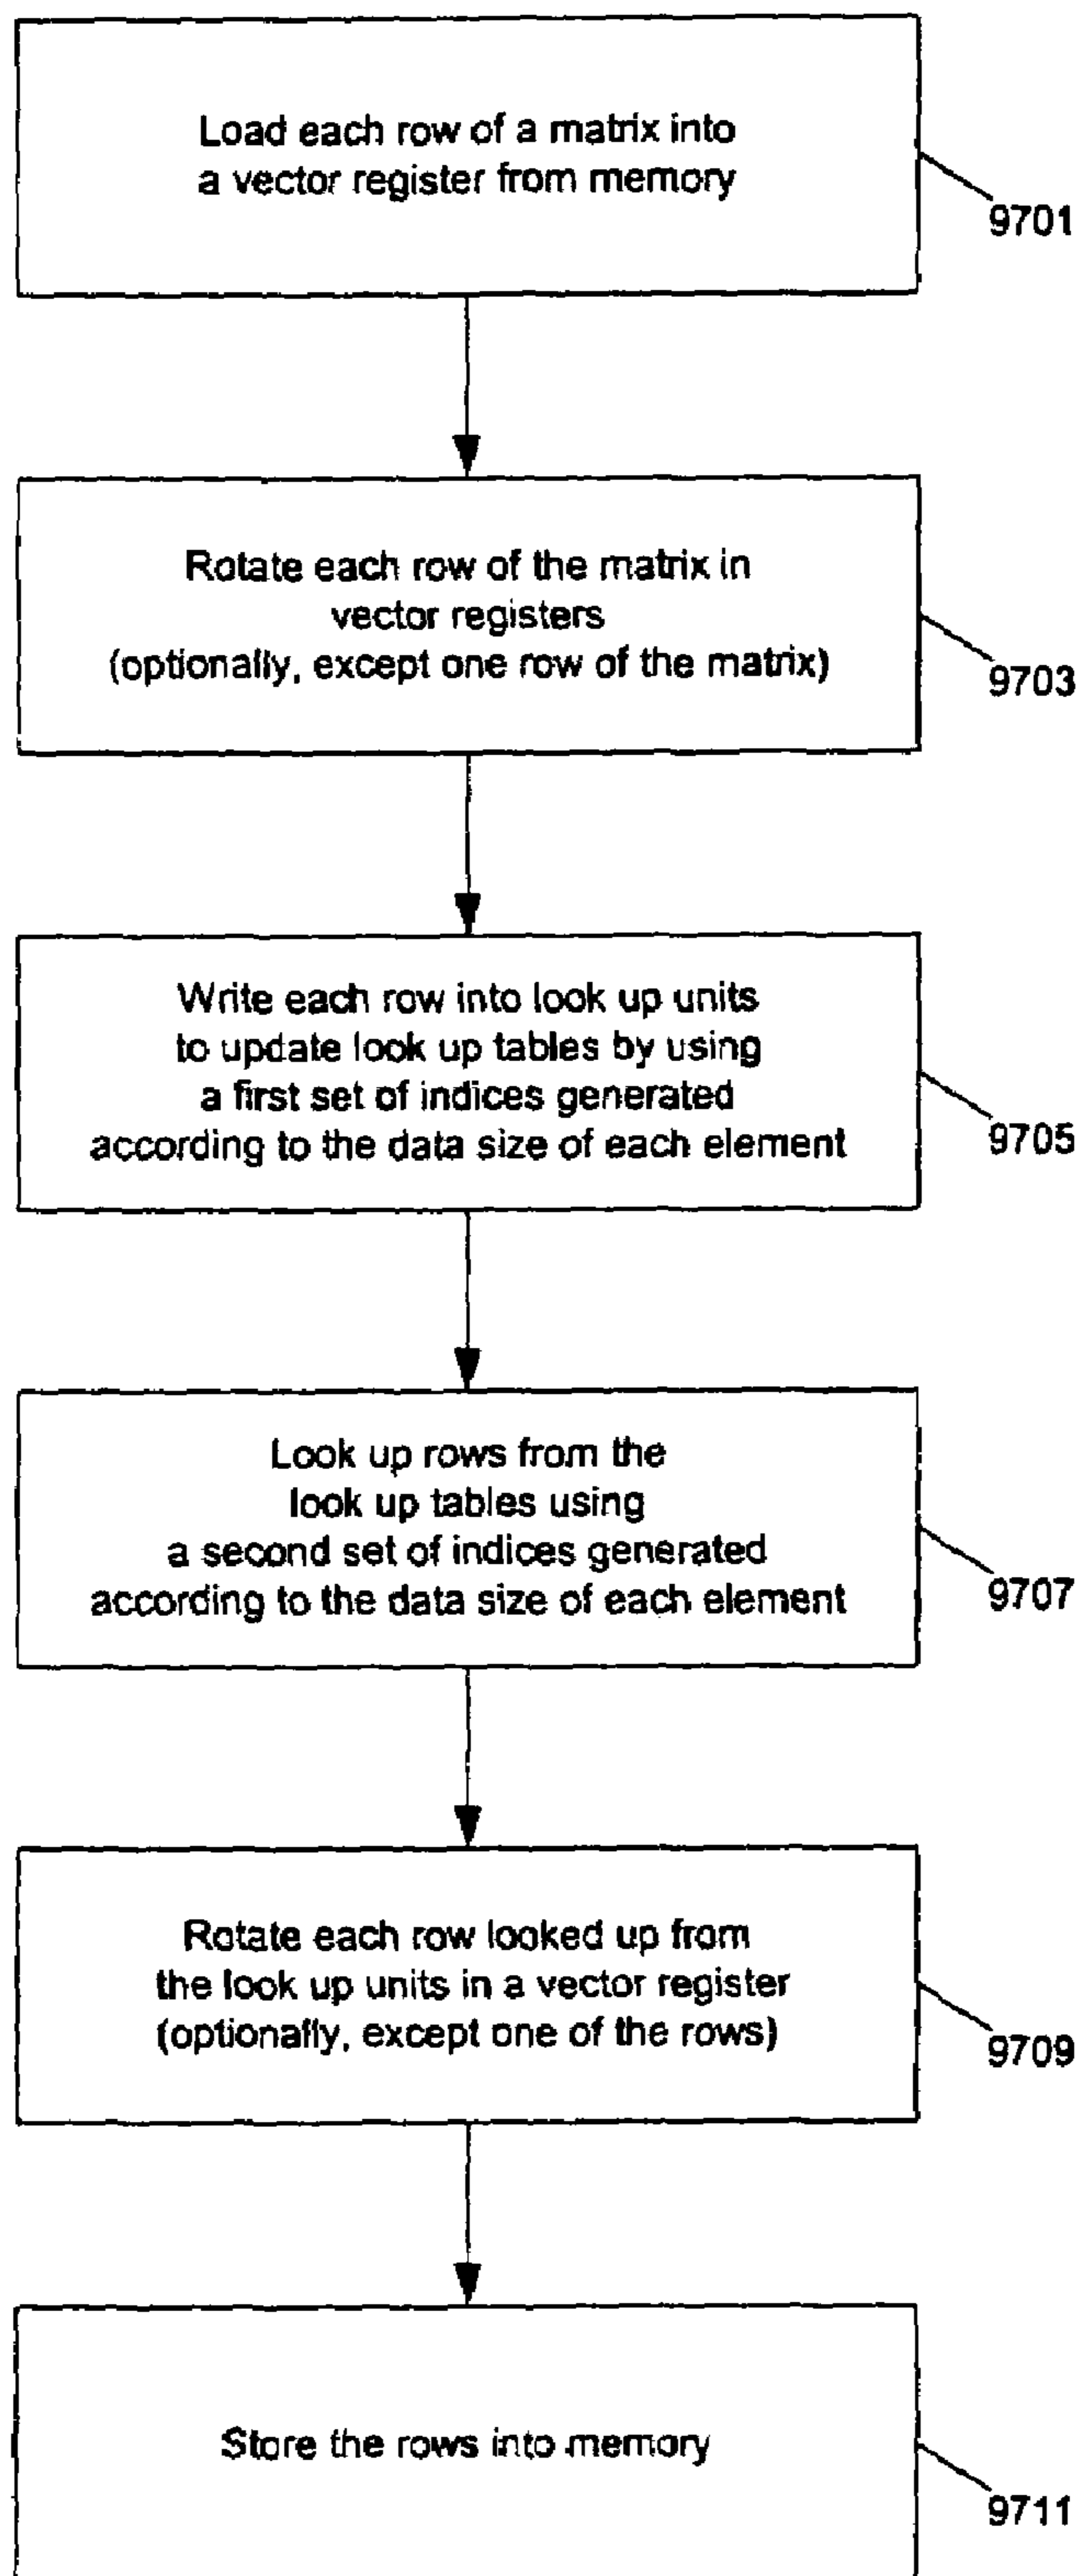 Load each row of a matrix into
a vector register from memory
9701
Rotate each row of the matrix in
vector registers
(optionally, except one row of the matrix)
9703
Write each row into look up units
to update look up tables by using
a first set of indices generated
according to the data size of each element
9705
Look up rows from the
look up tables using
a second set of indices generated
according to the data size of each element
9707
Rotate each row looked up from
the look up units in a vector register
(optionally, except one of the rows)
9709
Store the rows into memory
9711